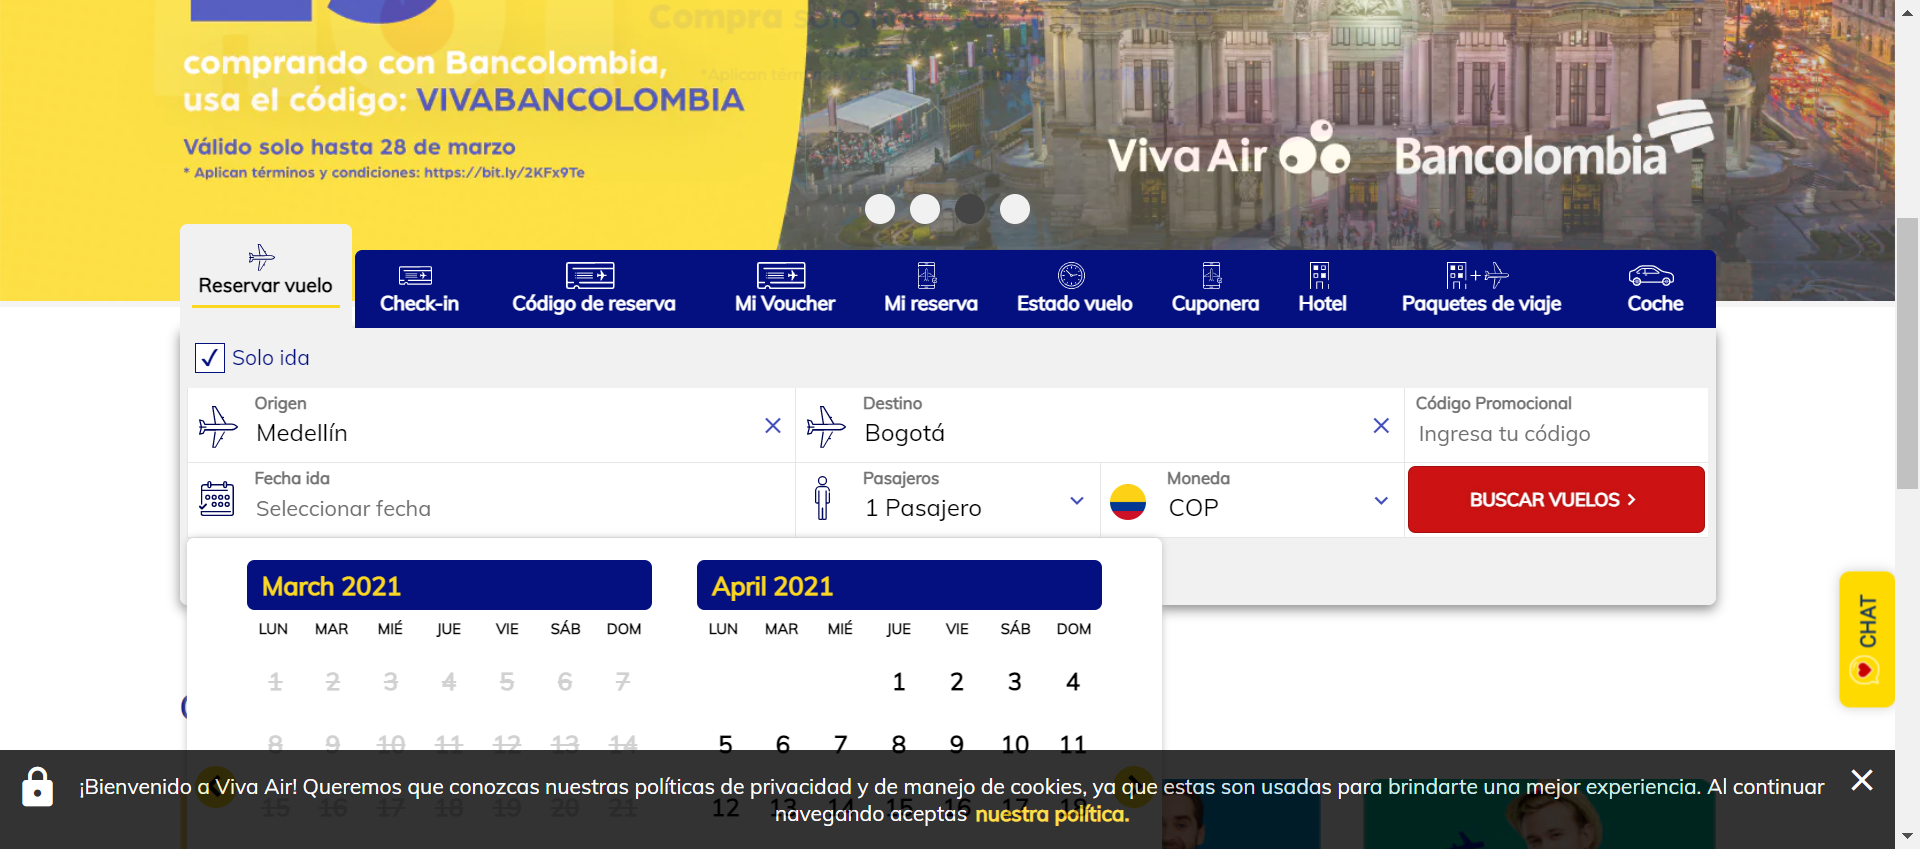 Compra solo
comprando con Bancolombia,
usa el código: VIVABANCOLOMBIA
Válido solo hasta 28 de marzo
* Aplican términos y condiciones: https://bit.ly/2KFx9Te
Viva Air
Bancolombia
Reservar vuelo
Check-in
Código de reserva
Mi Voucher
Mi reserva
Estado vuelo
Cuponera
Hotel
Paquetes de viaje
Coche
Solo ida
Origen
Medellín
Destino
Bogotá
Código Promocional
Ingresa tu código
Fecha ida
Seleccionar fecha
Pasajeros
1 Pasajero
Moneda
COP
BUSCAR VUELOS
March 2021
LUN MAR MIÉ JUE VIE SÁB DOM
1 2 3 4 5 6 7
8 9 10 11 12 13 14
15 16 17 18 19 20 21
April 2021
LUN MAR MIÉ JUE VIE SÁB DOM
1 2 3 4
5 6 7 8 9 10 11
12 13 14 15 16 17 18
CHAT
¡Bienvenido a Viva Air! Queremos que conozcas nuestras políticas de privacidad y de manejo de cookies, ya que estas son usadas para brindarte una mejor experiencia. Al continuar
navegando aceptas nuestra política.